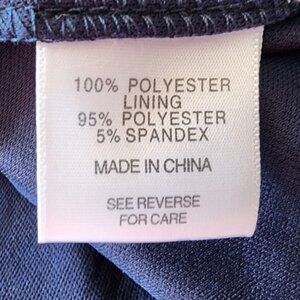 100% POLYESTER
LINING
95% POLYESTER
5% SPANDEX
MADE IN CHINA
SEE REVERSE
FOR CARE